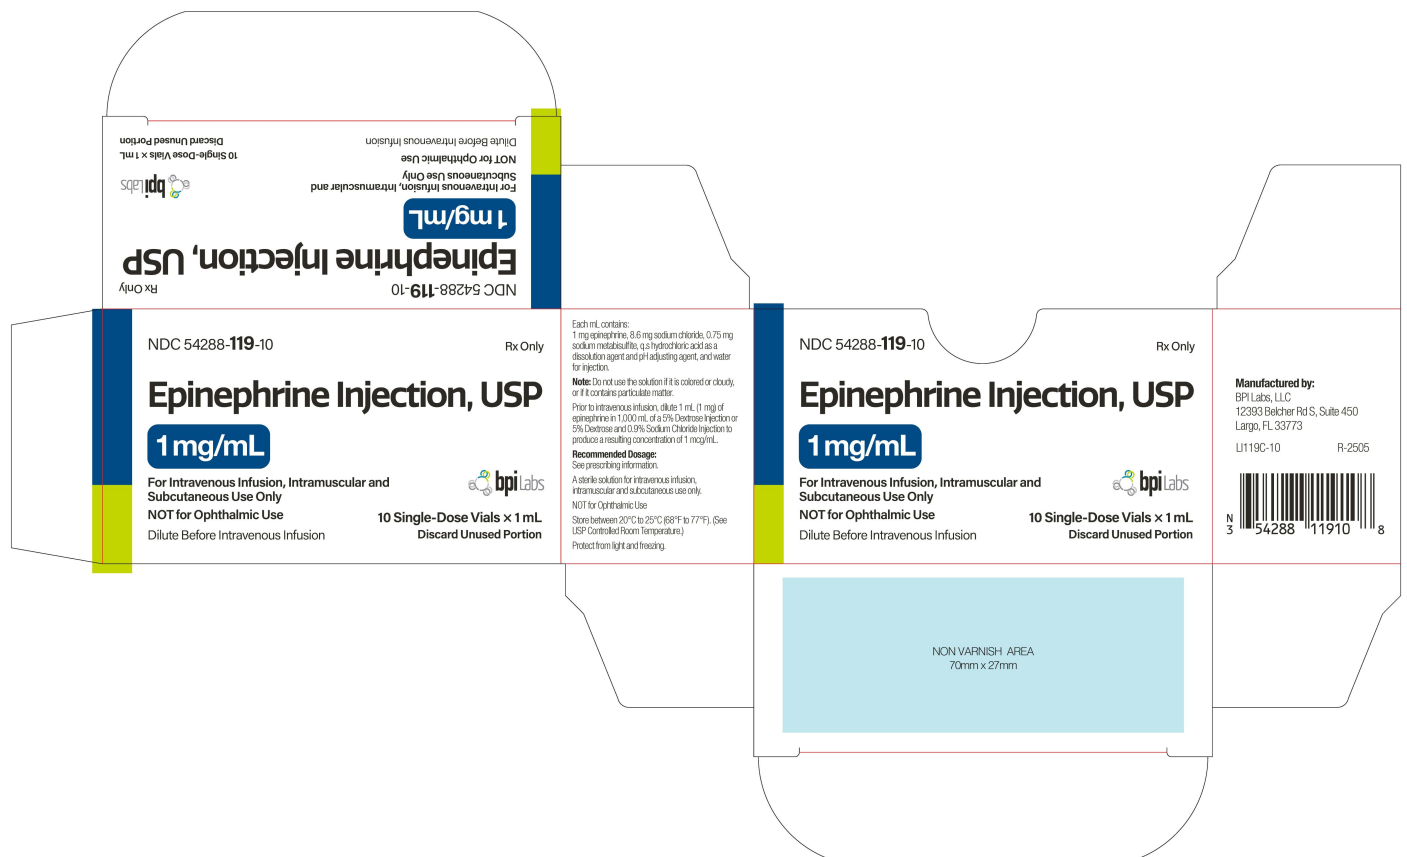 10 Single-Dose Vials × 1 mL
Discard Unused Portion
Dilute Before Intravenous Infusion
NOT for Ophthalmic Use
For Intravenous Infusion, Intramuscular and
Subcutaneous Use Only
bpi Labs
1 mg/mL
Epinephrine Injection, USP
NDC 54288-119-10
Rx Only
NDC 54288-119-10
Rx Only
Epinephrine Injection, USP
1 mg/mL
For Intravenous Infusion, Intramuscular and
Subcutaneous Use Only
bpi Labs
NOT for Ophthalmic Use
10 Single-Dose Vials × 1 mL
Dilute Before Intravenous Infusion
Discard Unused Portion
Each mL contains:
1 mg epinephrine, 8.6 mg sodium chloride, 0.75 mg
sodium metabisulfite, q.s hydrochloric acid as a
dissolution agent and pH adjusting agent, and water
for injection.
Note: Do not use the solution if it is colored or cloudy,
or if it contains particulate matter.
Prior to intravenous infusion, dilute 1 mL (1 mg) of
epinephrine in 1,000 mL of a 5% Dextrose Injection or
5% Dextrose and 0.9% Sodium Chloride Injection to
produce a resulting concentration of 1 mcg/mL.
Recommended Dosage:
See prescribing information.
A sterile solution for intravenous infusion,
intramuscular and subcutaneous use only.
NOT for Ophthalmic Use
Store between 20°C to 25°C (68°F to 77°F). (See
USP Controlled Room Temperature.)
Protect from light and freezing.
NDC 54288-119-10
Rx Only
Epinephrine Injection, USP
1 mg/mL
For Intravenous Infusion, Intramuscular and
Subcutaneous Use Only
bpi Labs
NOT for Ophthalmic Use
10 Single-Dose Vials × 1 mL
Dilute Before Intravenous Infusion
Discard Unused Portion
Manufactured by:
BPI Labs, LLC
12393 Belcher Rd S, Suite 450
Largo, FL 33773
LI119C-10
R-2505
N
3 54288 11910 8
NON VARNISH AREA
70mm x 27mm